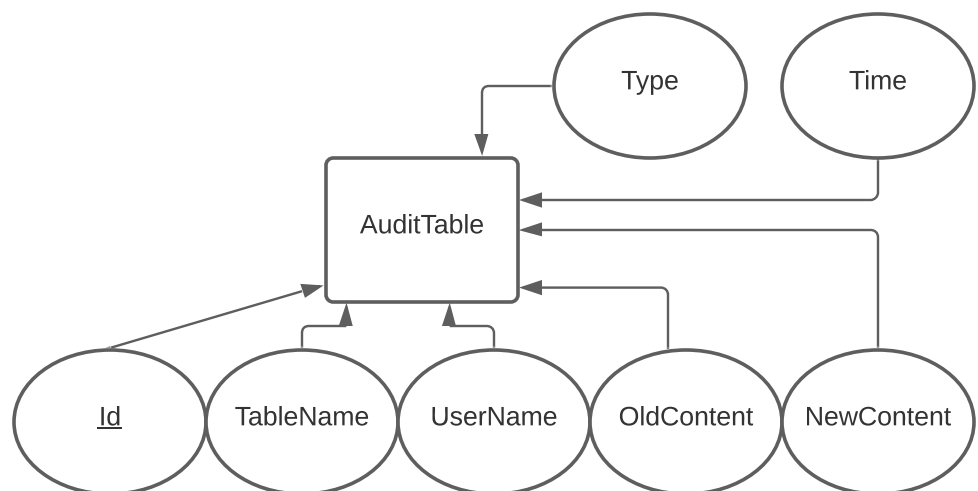 Type
Time
AuditTable
Id
TableName
UserName
OldContent
NewContent